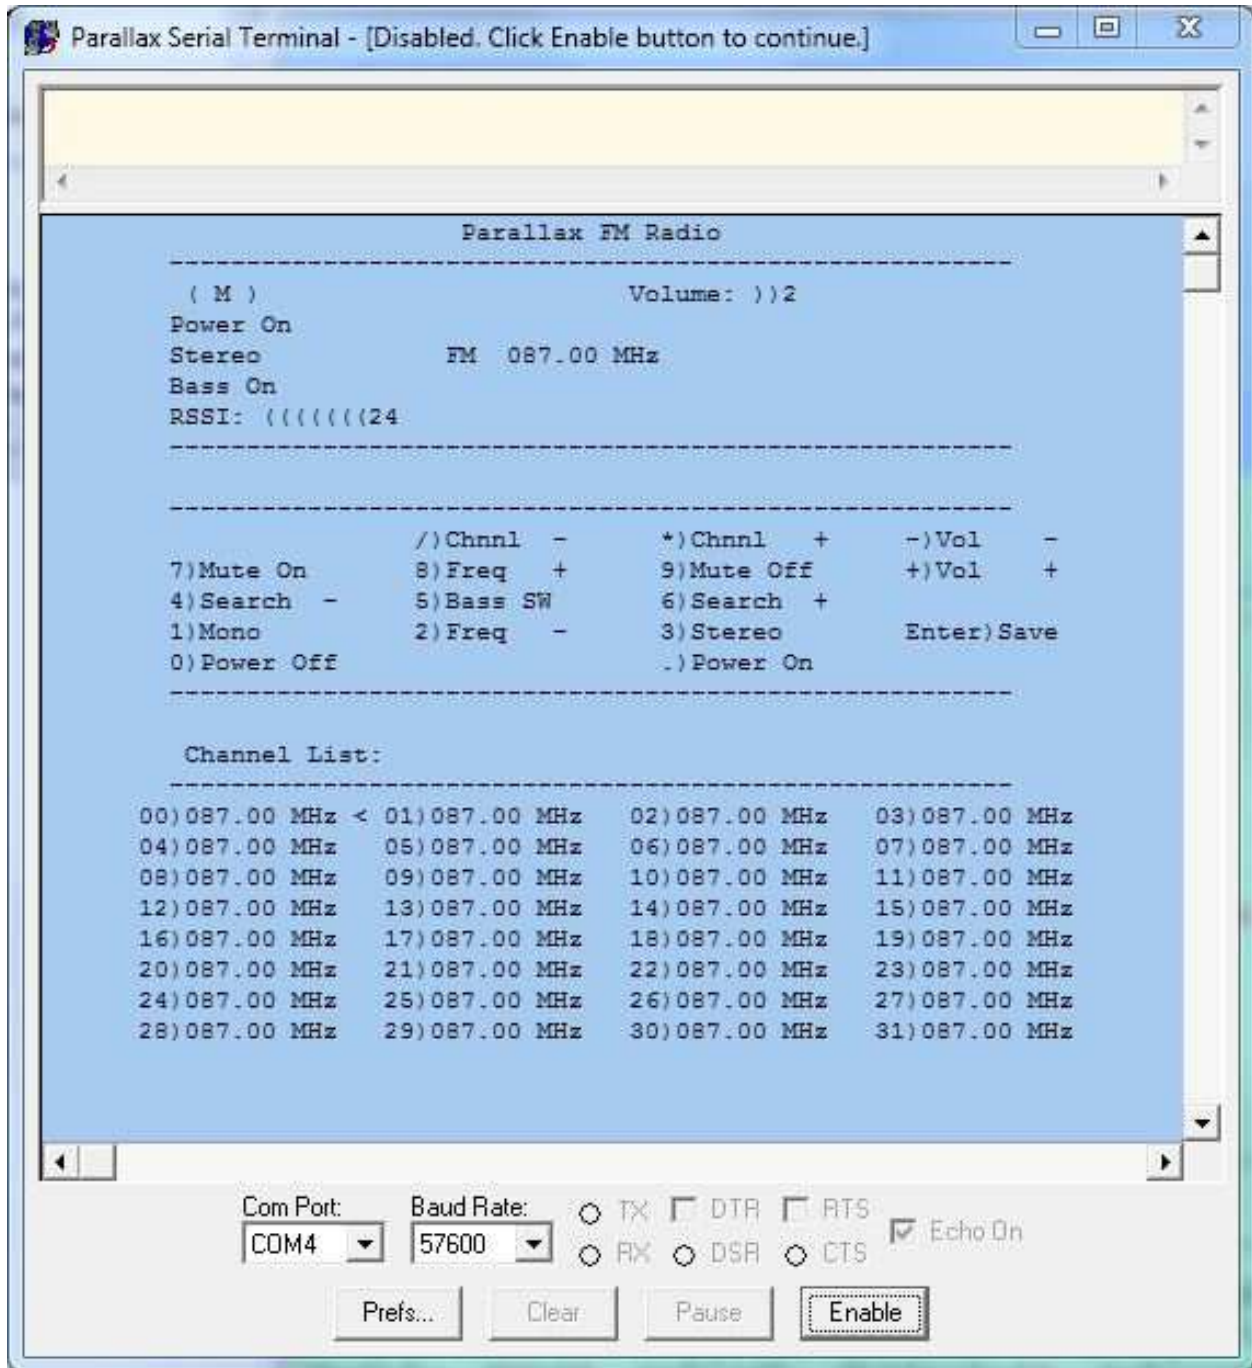 Parallax Serial Terminal - [Disabled. Click Enable button to continue.]
Parallax FM Radio
-------------------------------------------------------
( M ) Volume: ))2
Power On
Stereo FM 087.00 MHz
Bass On
RSSI: (((((((24
-------------------------------------------------------
-------------------------------------------------------
/)Chnnl - *)Chnnl + -)Vol -
7)Mute On 8)Freq + 9)Mute Off +)Vol +
4)Search - 5)Bass SW 6)Search +
1)Mono 2)Freq - 3)Stereo Enter)Save
0)Power Off .)Power On
-------------------------------------------------------
Channel List:
-------------------------------------------------------
00)087.00 MHz < 01)087.00 MHz 02)087.00 MHz 03)087.00 MHz
04)087.00 MHz 05)087.00 MHz 06)087.00 MHz 07)087.00 MHz
08)087.00 MHz 09)087.00 MHz 10)087.00 MHz 11)087.00 MHz
12)087.00 MHz 13)087.00 MHz 14)087.00 MHz 15)087.00 MHz
16)087.00 MHz 17)087.00 MHz 18)087.00 MHz 19)087.00 MHz
20)087.00 MHz 21)087.00 MHz 22)087.00 MHz 23)087.00 MHz
24)087.00 MHz 25)087.00 MHz 26)087.00 MHz 27)087.00 MHz
28)087.00 MHz 29)087.00 MHz 30)087.00 MHz 31)087.00 MHz
Com Port: Baud Rate: TX DTR RTS
COM4 57600 RX DSR CTS Echo On
Prefs... Clear Pause Enable